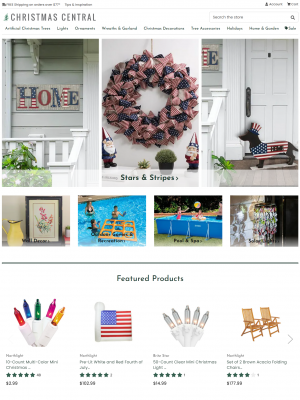 FREE Shipping on orders over $75*
Tips & Inspiration
Account
Cart
CHRISTMAS CENTRAL
Search the store
Artificial Christmas Trees
Lights
Ornaments
Wreaths & Garland
Christmas Decorations
Tree Accessories
Holidays
Home & Garden
Sale
HOME
Stars & Stripes >
Wall Decor >
Games &
Recreation >
Pool & Spa >
Solar Lights >
Featured Products
Northlight
10-Count Multi-Color Mini
Christmas...
$2.99
Northlight
Pre-Lit White and Red Fourth of
July...
$102.99
Brite Star
50-Count Clear Mini Christmas
Light ...
$14.99
Northlight
Set of 2 Brown Acacia Folding
Chairs...
$177.99